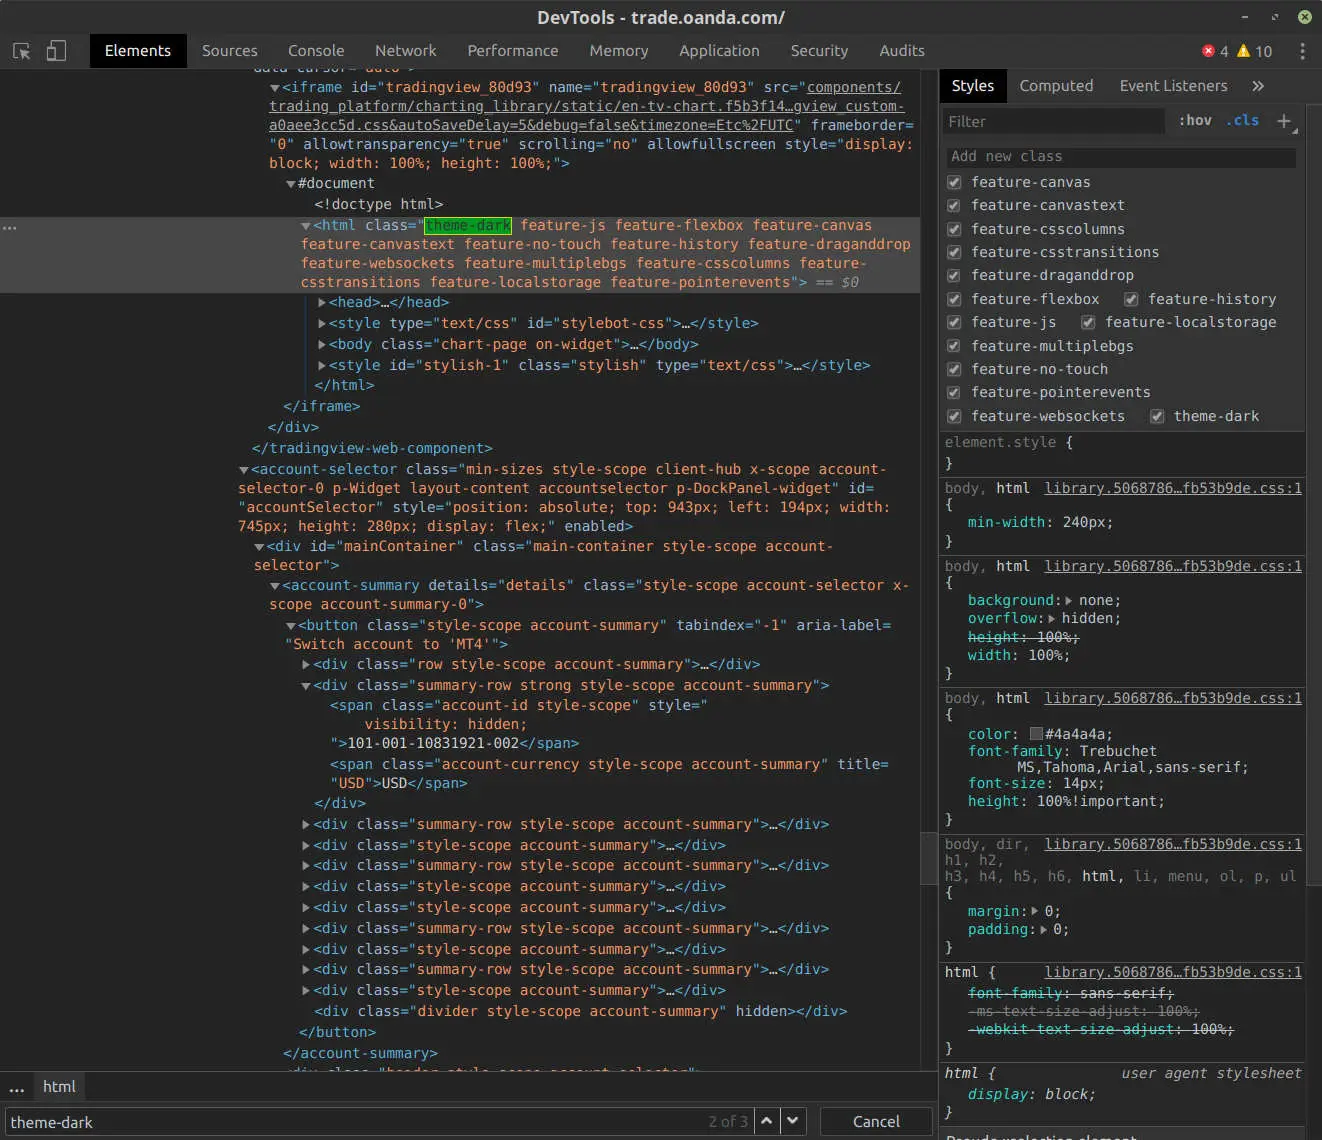 DevTools - trade.oanda.com/
Elements Sources Console Network Performance Memory Application Security Audits 4 10
<iframe id="tradingview_80d93" name="tradingview_80d93" src="components/
trading_platform/charting_library/static/en-tv-chart.f5b3f14…gview_custom-
a0aee3cc5d.css&autoSaveDelay=5&debug=false&timezone=Etc%2FUTC" frameborder=
"0" allowtransparency="true" scrolling="no" allowfullscreen style="display:
block; width: 100%; height: 100%;">
#document
<!doctype html>
… <html class="theme-dark feature-js feature-flexbox feature-canvas
feature-canvastext feature-no-touch feature-history feature-draganddrop
feature-websockets feature-multiplebgs feature-csscolumns feature-
csstransitions feature-localstorage feature-pointerevents"> == $0
<head>…</head>
<style type="text/css" id="stylebot-css">…</style>
<body class="chart-page on-widget">…</body>
<style id="stylish-1" class="stylish" type="text/css">…</style>
</html>
</iframe>
</div>
</tradingview-web-component>
<account-selector class="min-sizes style-scope client-hub x-scope account-
selector-0 p-Widget layout-content accountselector p-DockPanel-widget" id=
"accountSelector" style="position: absolute; top: 943px; left: 194px; width:
745px; height: 280px; display: flex;" enabled>
<div id="mainContainer" class="main-container style-scope account-
selector">
<account-summary details="details" class="style-scope account-selector x-
scope account-summary-0">
<button class="style-scope account-summary" tabindex="-1" aria-label=
"Switch account to 'MT4'">
<div class="row style-scope account-summary">…</div>
<div class="summary-row strong style-scope account-summary">
<span class="account-id style-scope" style="
visibility: hidden;
">101-001-10831921-002</span>
<span class="account-currency style-scope account-summary" title=
"USD">USD</span>
</div>
<div class="summary-row style-scope account-summary">…</div>
<div class="style-scope account-summary">…</div>
<div class="summary-row style-scope account-summary">…</div>
<div class="style-scope account-summary">…</div>
<div class="style-scope account-summary">…</div>
<div class="summary-row style-scope account-summary">…</div>
<div class="style-scope account-summary">…</div>
<div class="summary-row style-scope account-summary">…</div>
<div class="style-scope account-summary">…</div>
<div class="divider style-scope account-summary" hidden></div>
</button>
</account-summary>
… html
theme-dark 2 of 3 Cancel
Styles Computed Event Listeners »
Filter :hov .cls +
Add new class
feature-canvas
feature-canvastext
feature-csscolumns
feature-csstransitions
feature-draganddrop
feature-flexbox feature-history
feature-js feature-localstorage
feature-multiplebgs
feature-no-touch
feature-pointerevents
feature-websockets theme-dark
element.style {
}
body, html library.5068786…fb53b9de.css:1
{
min-width: 240px;
}
body, html library.5068786…fb53b9de.css:1
{
background: none;
overflow: hidden;
height: 100%;
width: 100%;
}
body, html library.5068786…fb53b9de.css:1
{
color: #4a4a4a;
font-family: Trebuchet
MS,Tahoma,Arial,sans-serif;
font-size: 14px;
height: 100%!important;
}
body, dir, library.5068786…fb53b9de.css:1
h1, h2,
h3, h4, h5, h6, html, li, menu, ol, p, ul
{
margin: 0;
padding: 0;
}
html { library.5068786…fb53b9de.css:1
font-family: sans-serif;
-ms-text-size-adjust: 100%;
-webkit-text-size-adjust: 100%;
}
html { user agent stylesheet
display: block;
}